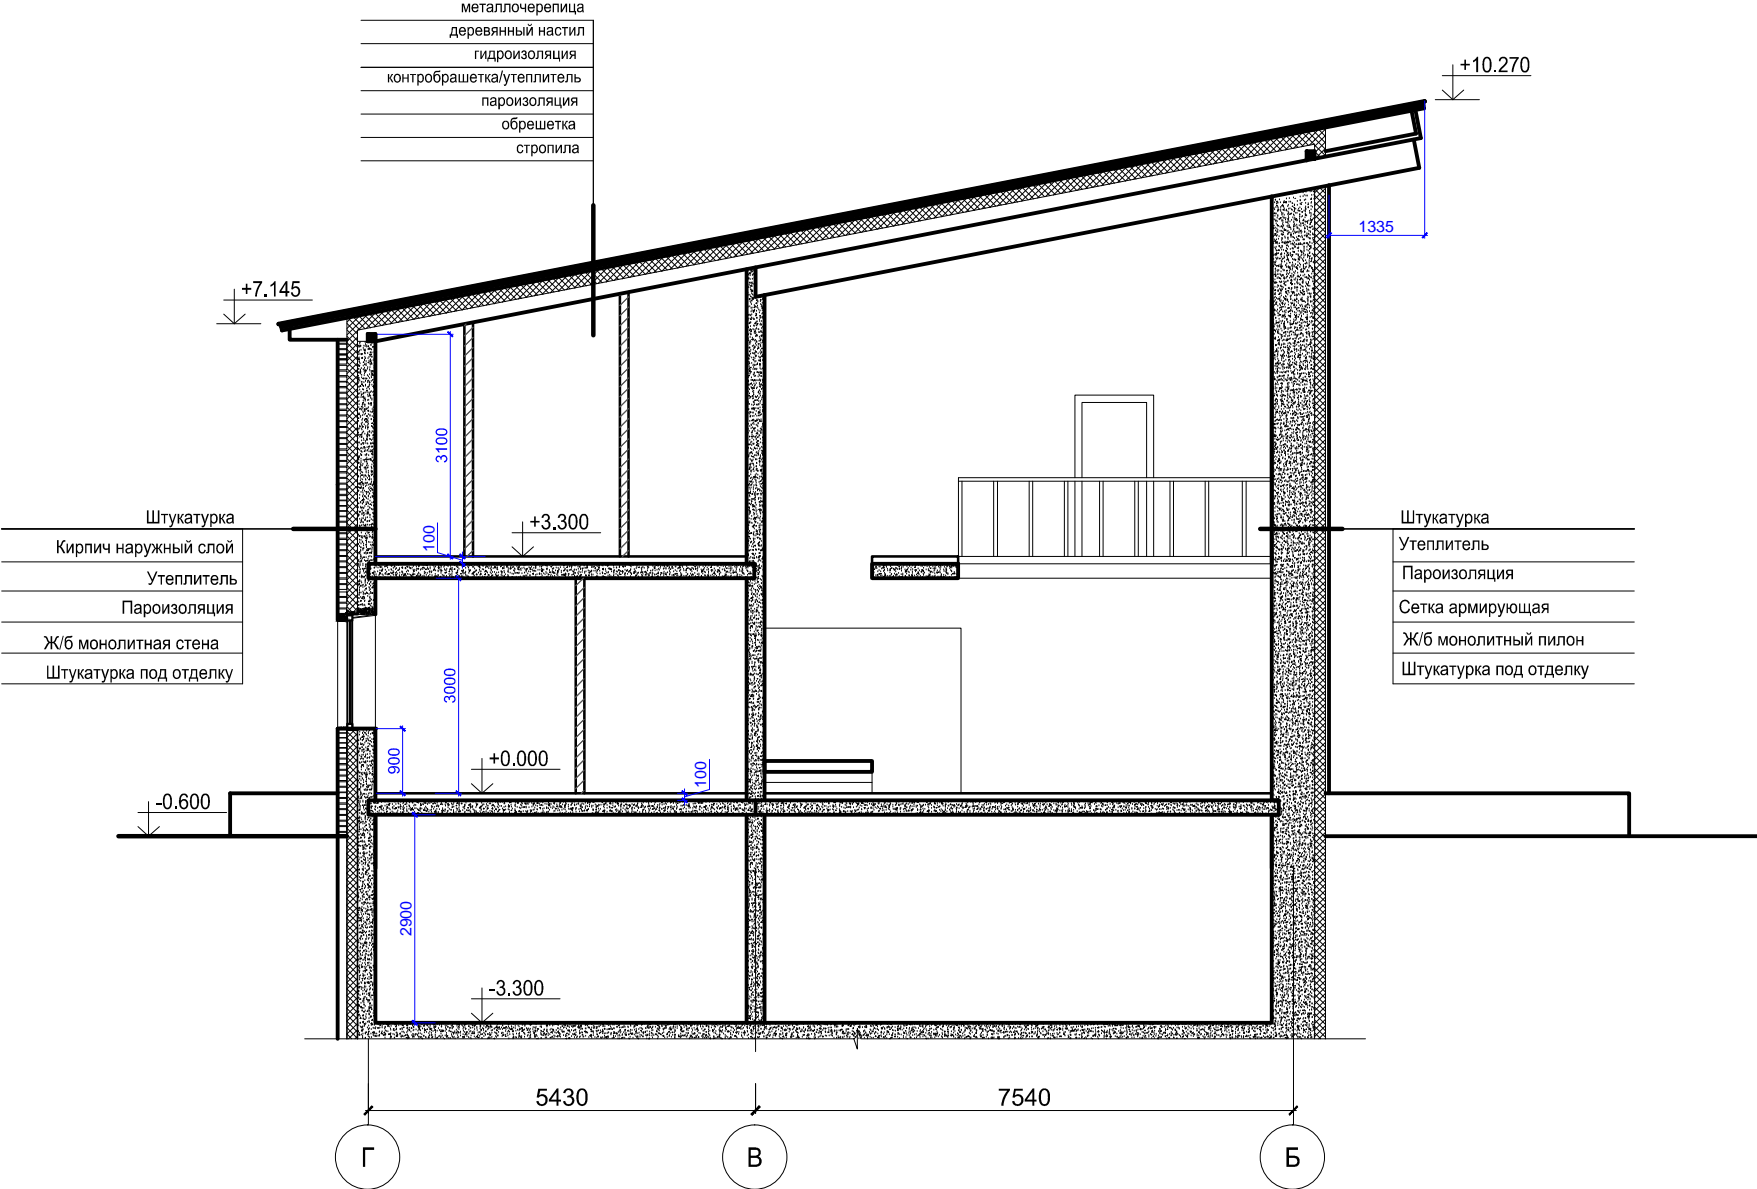 металлочерепица
деревянный настил
гидроизоляция
контробрашетка/утеплитель
пароизоляция
обрешетка
стропила
+10.270
1335
+7.145
3100
100
+3.300
Штукатурка
Кирпич наружный слой
Утеплитель
Пароизоляция
Ж/б монолитная стена
Штукатурка под отделку
Штукатурка
Утеплитель
Пароизоляция
Сетка армирующая
Ж/б монолитный пилон
Штукатурка под отделку
3000
900
+0.000
100
-0.600
2900
-3.300
5430
7540
Г
В
Б